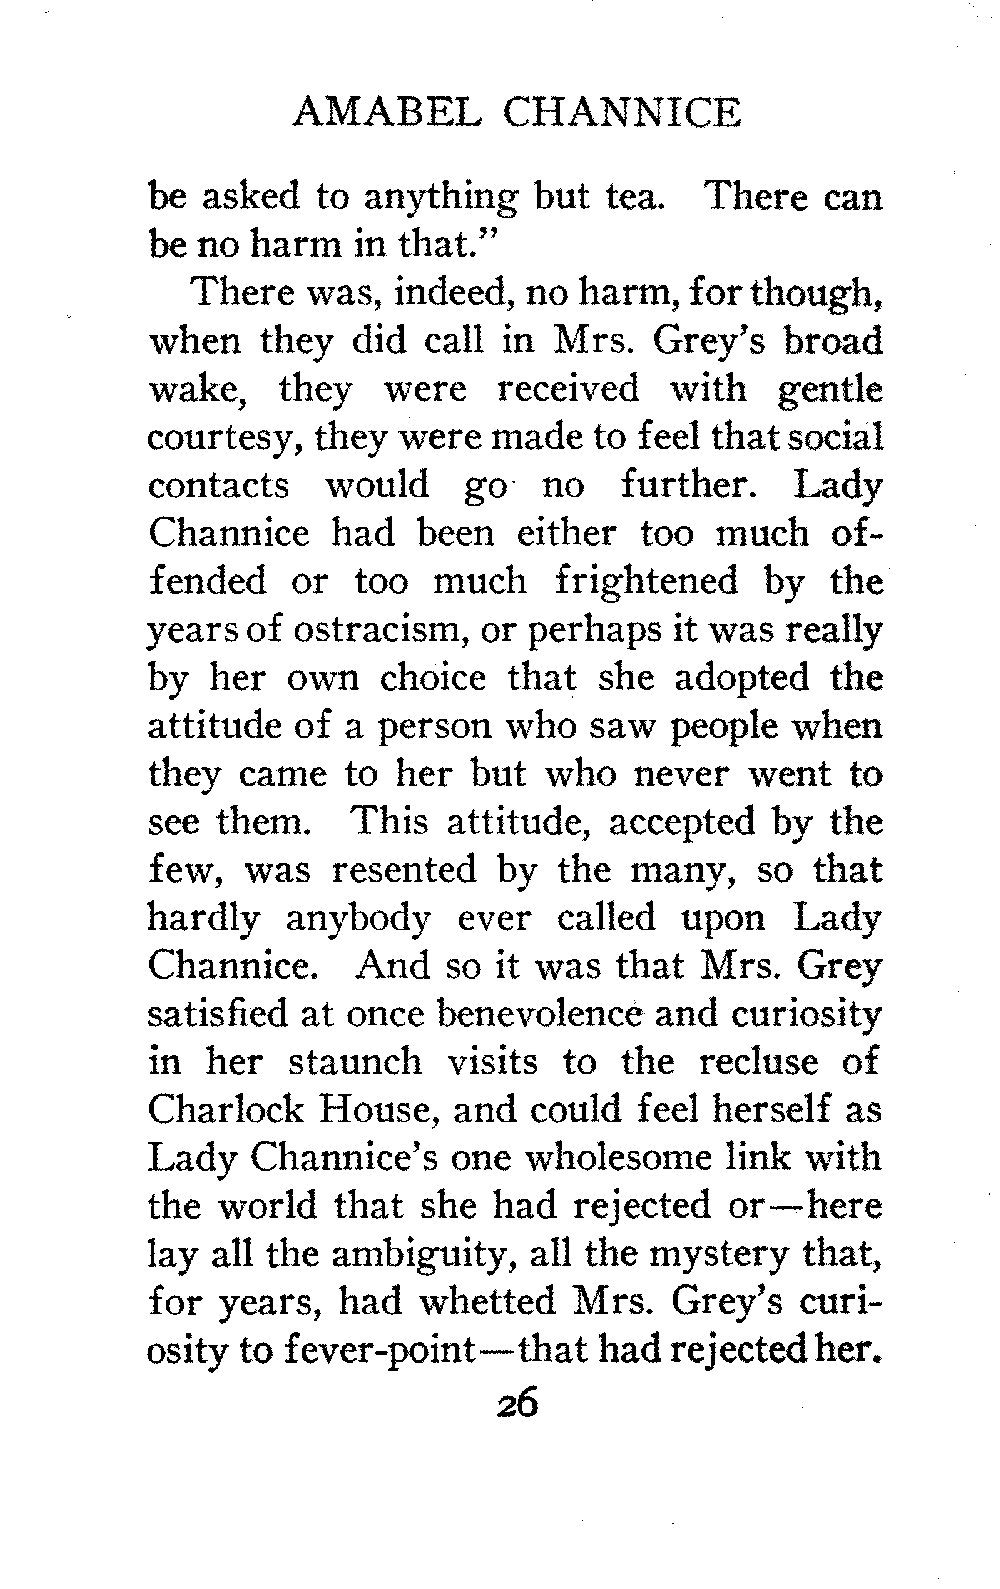 AMABEL CHANNICE
be asked to anything but tea. There can
be no harm in that.”
There was, indeed, no harm, for though,
when they did call in Mrs. Grey's broad
wake, they were received with gentle
courtesy, they were made to feel that social
contacts would go no further. Lady
Channice had been either too much of-
fended or too much frightened by the
years of ostracism, or perhaps it was really
by her own choice that she adopted the
attitude of a person who saw people when
they came to her but who never went to
see them. This attitude, accepted by the
few, was resented by the many, so that
hardly anybody ever called upon Lady
Channice. And so it was that Mrs. Grey
satisfied at once benevolence and curiosity
in her staunch visits to the recluse of
Charlock House, and could feel herself as
Lady Channice's one wholesome link with
the world that she had rejected or—here
lay all the ambiguity, all the mystery that,
for years, had whetted Mrs. Grey's curi-
osity to fever-point—that had rejected her.
26